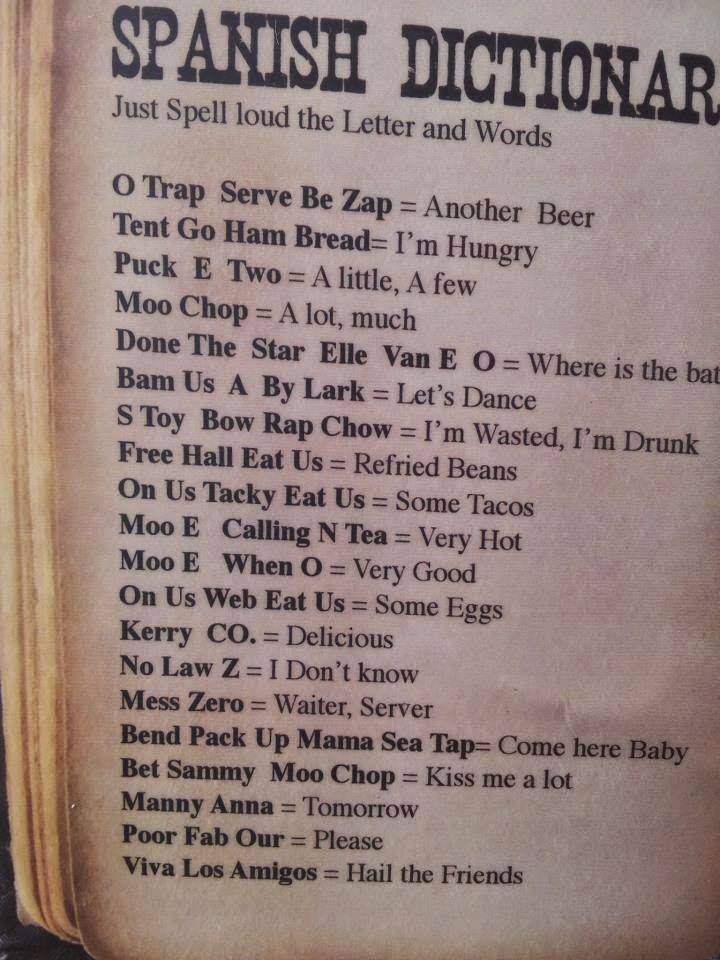 SPANISH DICTIONAR
Just Spell loud the Letter and Words
O Trap Serve Be Zap = Another Beer
Tent Go Ham Bread= I'm Hungry
Puck E Two = A little, A few
Moo Chop = A lot, much
Done The Star Elle Van E O = Where is the bat
Bam Us A By Lark = Let's Dance
S Toy Bow Rap Chow = I'm Wasted, I'm Drunk
Free Hall Eat Us = Refried Beans
On Us Tacky Eat Us = Some Tacos
Moo E Calling N Tea = Very Hot
Moo E When O = Very Good
On Us Web Eat Us = Some Eggs
Kerry CO. = Delicious
No Law Z = I Don't know
Mess Zero = Waiter, Server
Bend Pack Up Mama Sea Tap= Come here Baby
Bet Sammy Moo Chop = Kiss me a lot
Manny Anna = Tomorrow
Poor Fab Our = Please
Viva Los Amigos = Hail the Friends